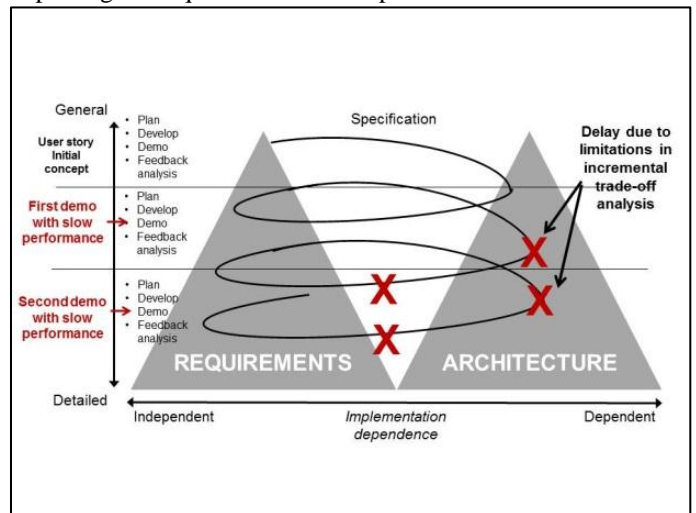 General
User story
Initial
concept
• Plan
• Develop
• Demo
• Feedback
analysis
Specification
Delay due to
limitations in
incremental
trade-off
analysis
First demo
with slow
performance
• Plan
• Develop
• Demo
• Feedback
analysis
X
Second demo
with slow
performance
• Plan
• Develop
• Demo
• Feedback
analysis
X
X
X
REQUIREMENTS
ARCHITECTURE
Detailed
Independent
Implementation
dependence
Dependent